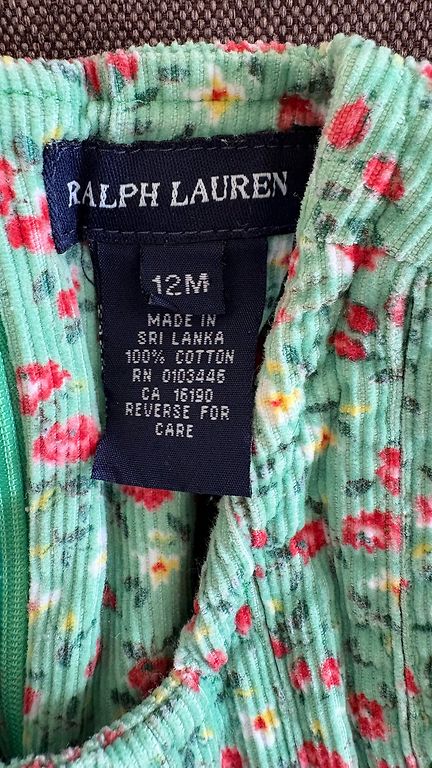 RALPH LAUREN
12M
MADE IN
SRI LANKA
100% COTTON
RN 0103446
CA 16190
REVERSE FOR
CARE